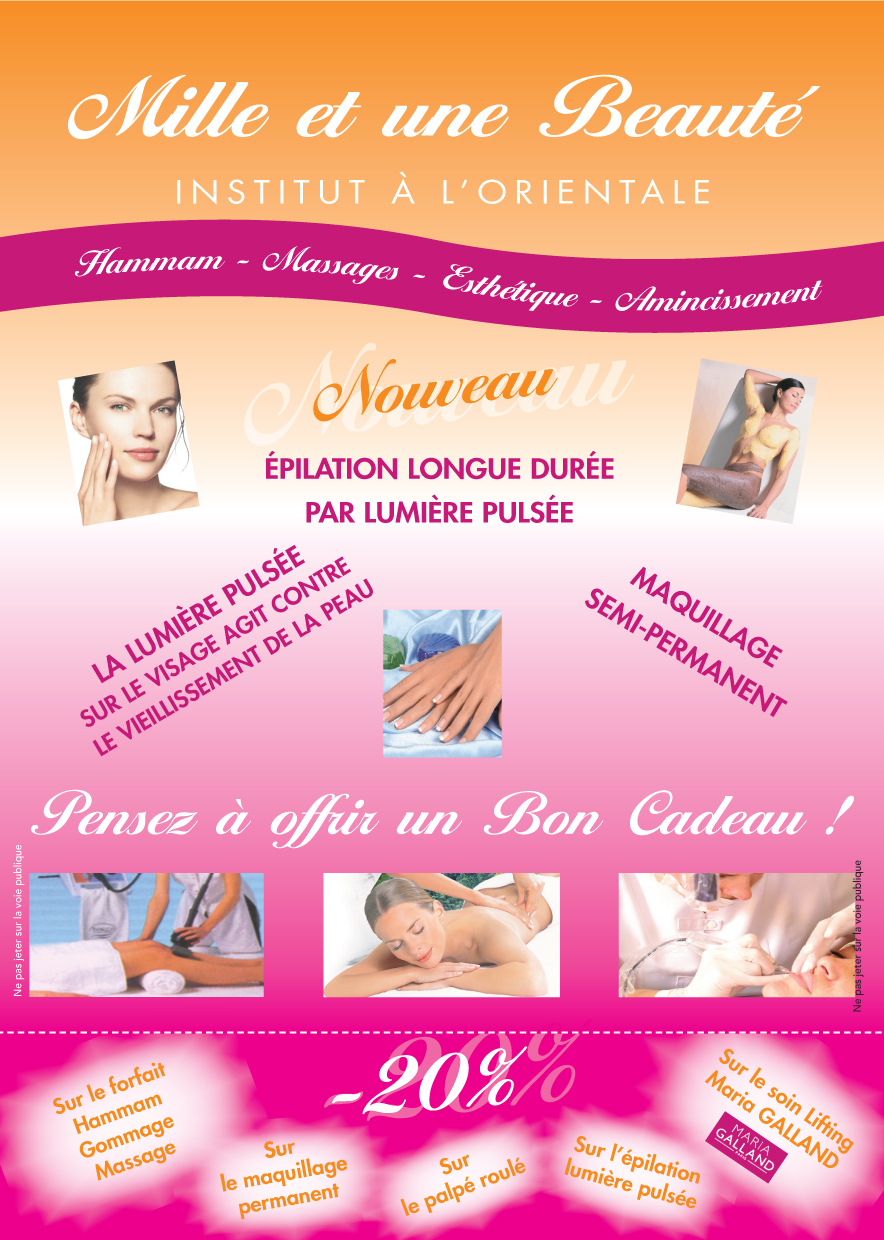 Mille et une Beauté
INSTITUT À L'ORIENTALE
Hammam - Massages - Esthétique - Amincissement
Nouveau
ÉPILATION LONGUE DURÉE
PAR LUMIÈRE PULSÉE
LA LUMIÈRE PULSÉE
SUR LE VISAGE AGIT CONTRE
LE VIEILLISSEMENT DE LA PEAU
MAQUILLAGE
SEMI-PERMANENT
Pensez à offrir un Bon Cadeau !
Ne pas jeter sur la voie publique
Ne pas jeter sur la voie publique
-20%
Sur le forfait
Hammam
Gommage
Massage
Sur
le maquillage
permanent
Sur
le palpé roulé
Sur l'épilation
lumière pulsée
Sur le soin Lifting
Maria GALLAND
MARIA
GALLAND